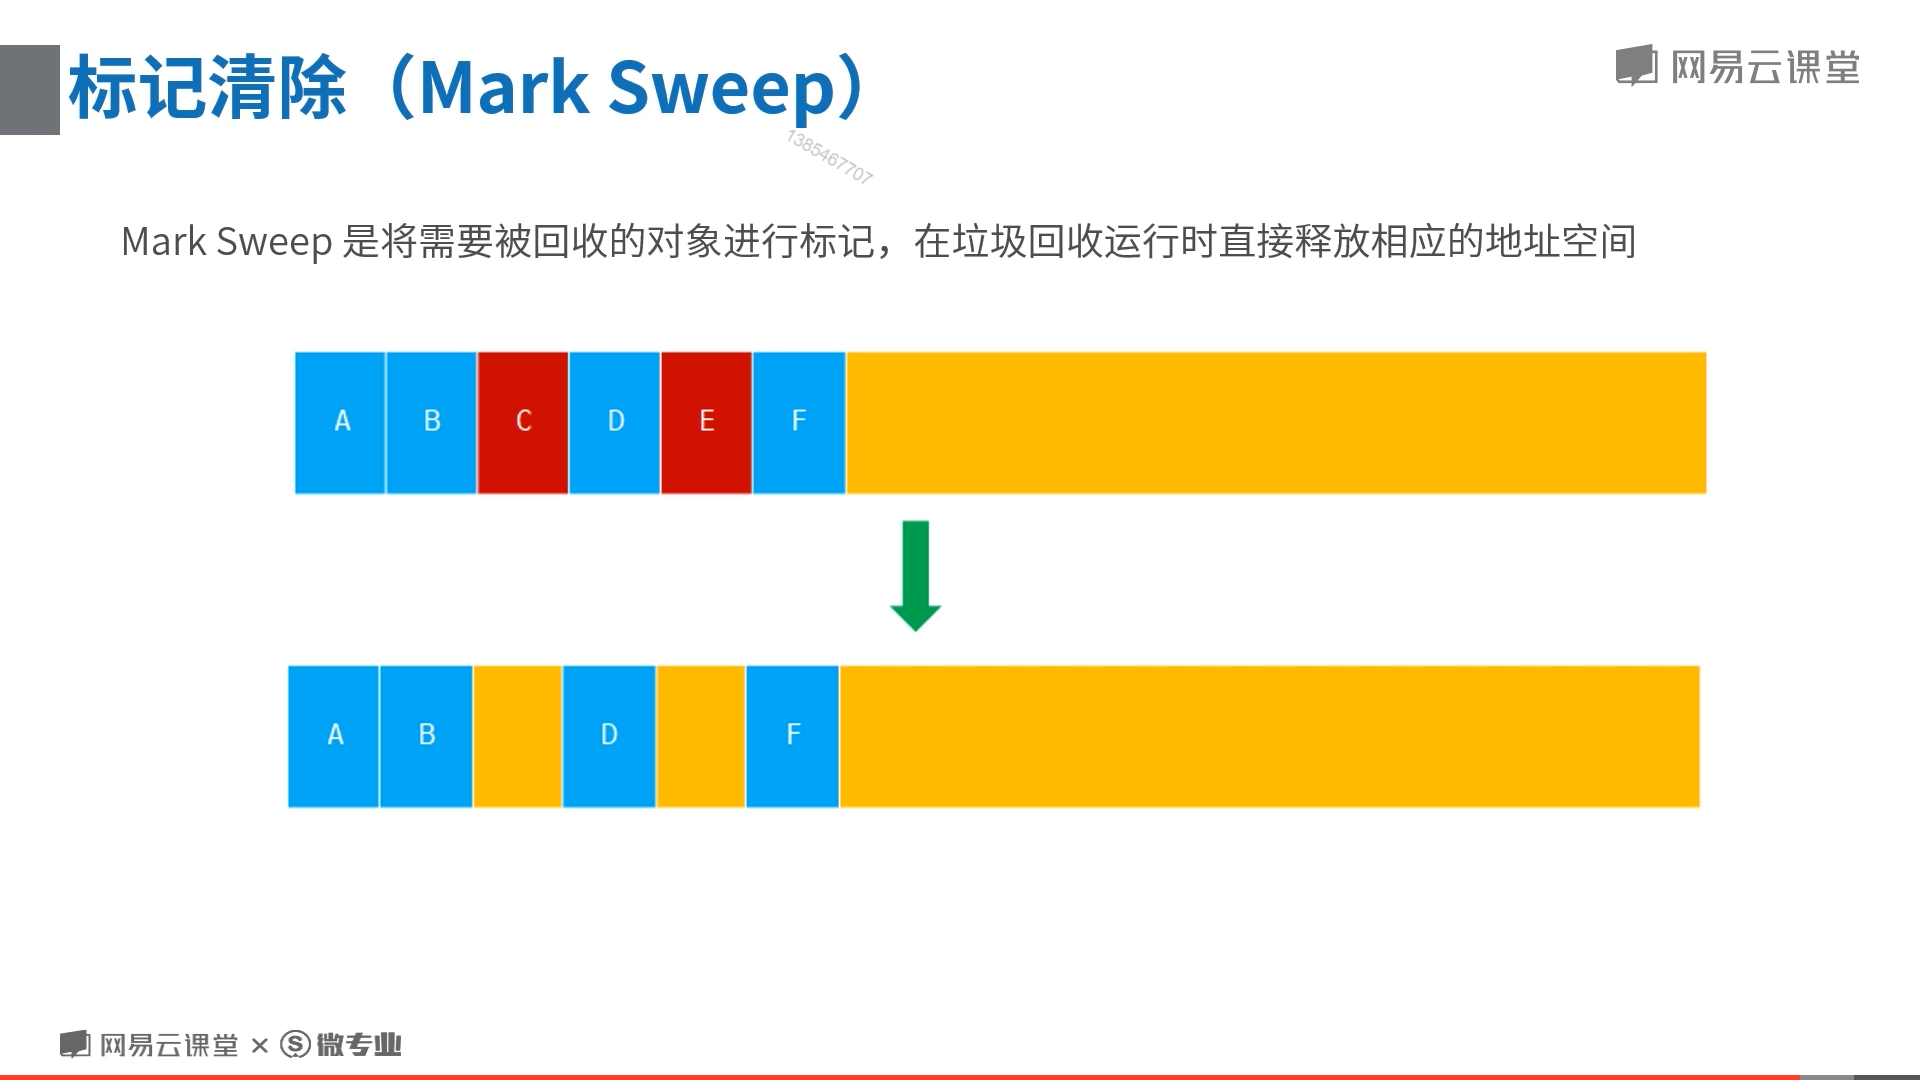 标记清除（Mark Sweep）
网易云课堂
1385467707
Mark Sweep 是将需要被回收的对象进行标记，在垃圾回收运行时直接释放相应的地址空间
A B C D E F
A B D F
网易云课堂 × S 微专业